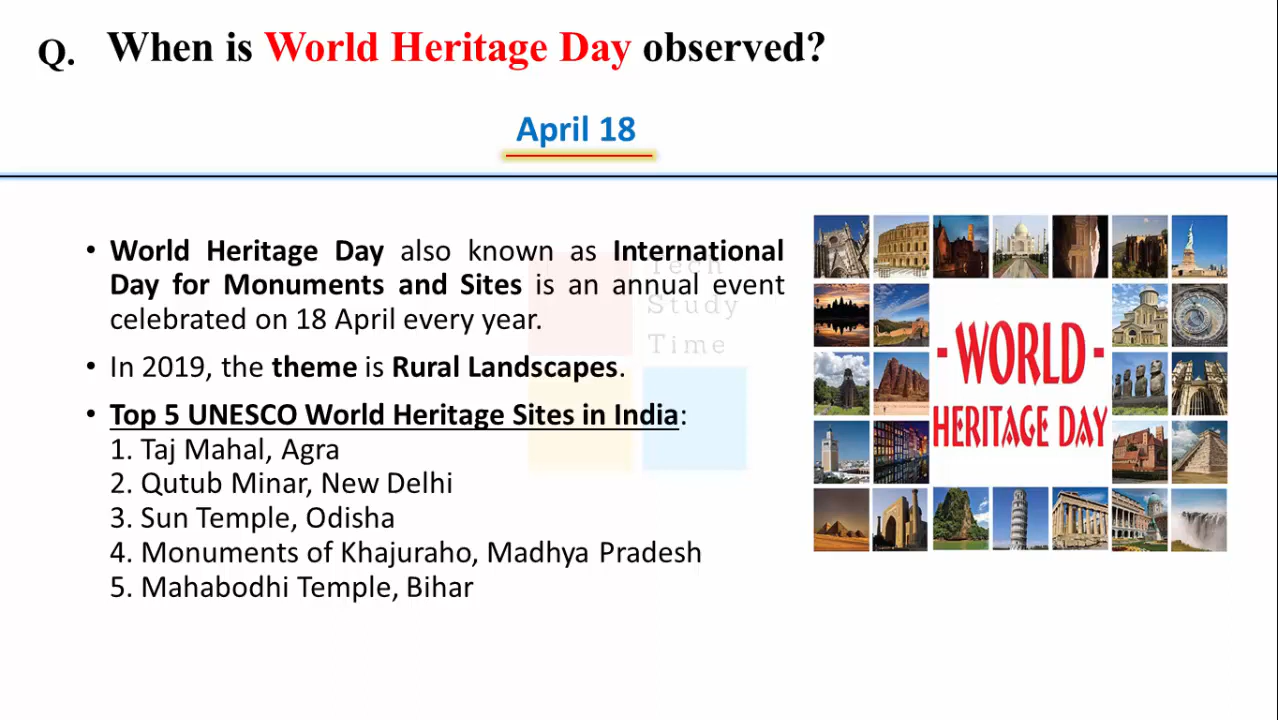 Q. When is World Heritage Day observed?
April 18
• World Heritage Day also known as International
Day for Monuments and Sites is an annual event
celebrated on 18 April every year.
• In 2019, the theme is Rural Landscapes.
• Top 5 UNESCO World Heritage Sites in India:
1. Taj Mahal, Agra
2. Qutub Minar, New Delhi
3. Sun Temple, Odisha
4. Monuments of Khajuraho, Madhya Pradesh
5. Mahabodhi Temple, Bihar
Tech
Study
Time
- WORLD -
HERITAGE DAY